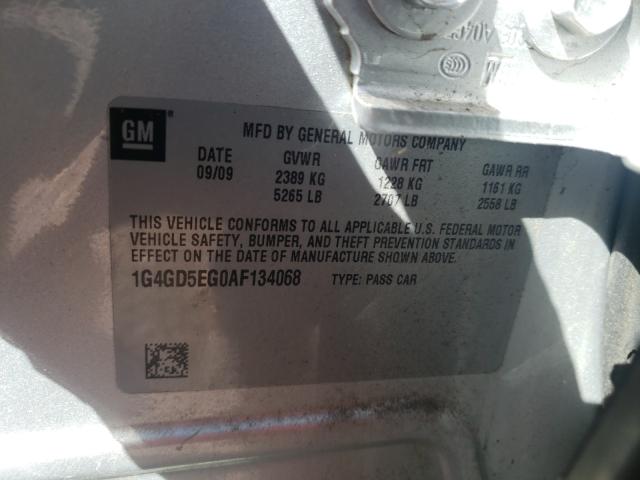 GM
MFD BY GENERAL MOTORS COMPANY
DATE GVWR GAWR FRT GAWR RR
09/09 2389 KG 1228 KG 1161 KG
5265 LB 2707 LB 2558 LB
THIS VEHICLE CONFORMS TO ALL APPLICABLE U.S. FEDERAL MOTOR
VEHICLE SAFETY, BUMPER, AND THEFT PREVENTION STANDARDS
IN EFFECT ON THE DATE OF MANUFACTURE SHOWN ABOVE.
1G4GD5EG0AF134068 TYPE: PASS CAR